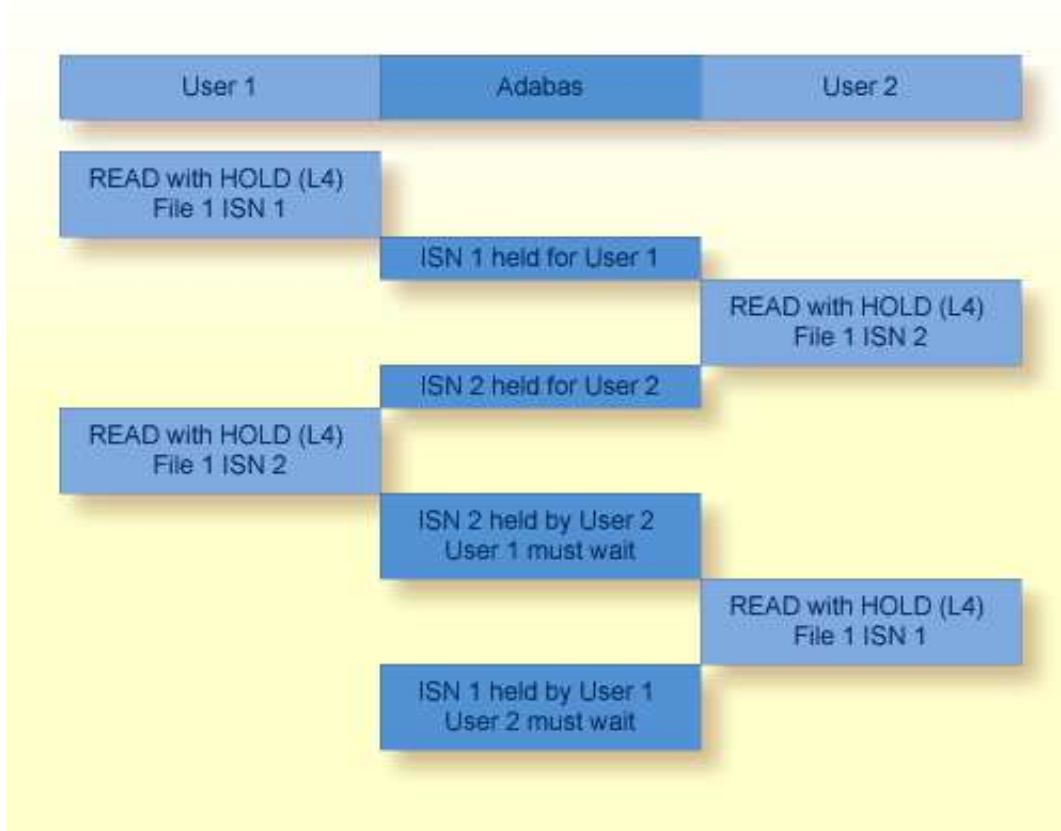 User 1
Adabas
User 2
READ with HOLD (L4)
File 1 ISN 1
ISN 1 held for User 1
READ with HOLD (L4)
File 1 ISN 2
ISN 2 held for User 2
READ with HOLD (L4)
File 1 ISN 2
ISN 2 held by User 2
User 1 must wait
READ with HOLD (L4)
File 1 ISN 1
ISN 1 held by User 1
User 2 must wait